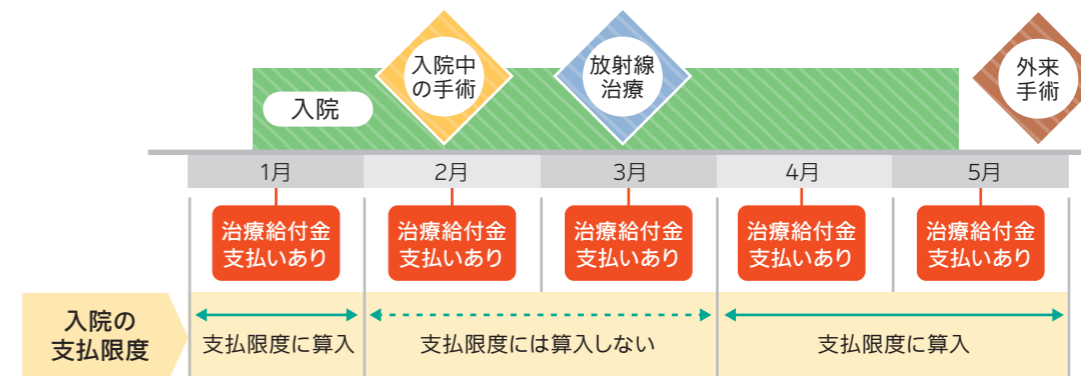 入院中
の手術
放射線
治療
外来
手術
入院
1月
2月
3月
4月
5月
治療給付金
支払いあり
治療給付金
支払いあり
治療給付金
支払いあり
治療給付金
支払いあり
治療給付金
支払いあり
入院の
支払限度
支払限度に算入
支払限度には算入しない
支払限度に算入